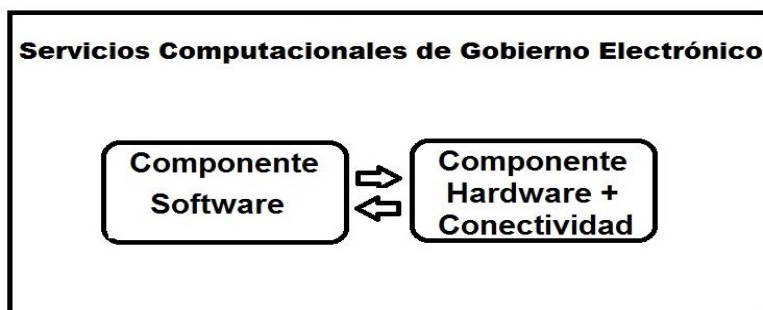 Servicios Computacionales de Gobierno Electrónico
Componente
Software
Componente
Hardware +
Conectividad